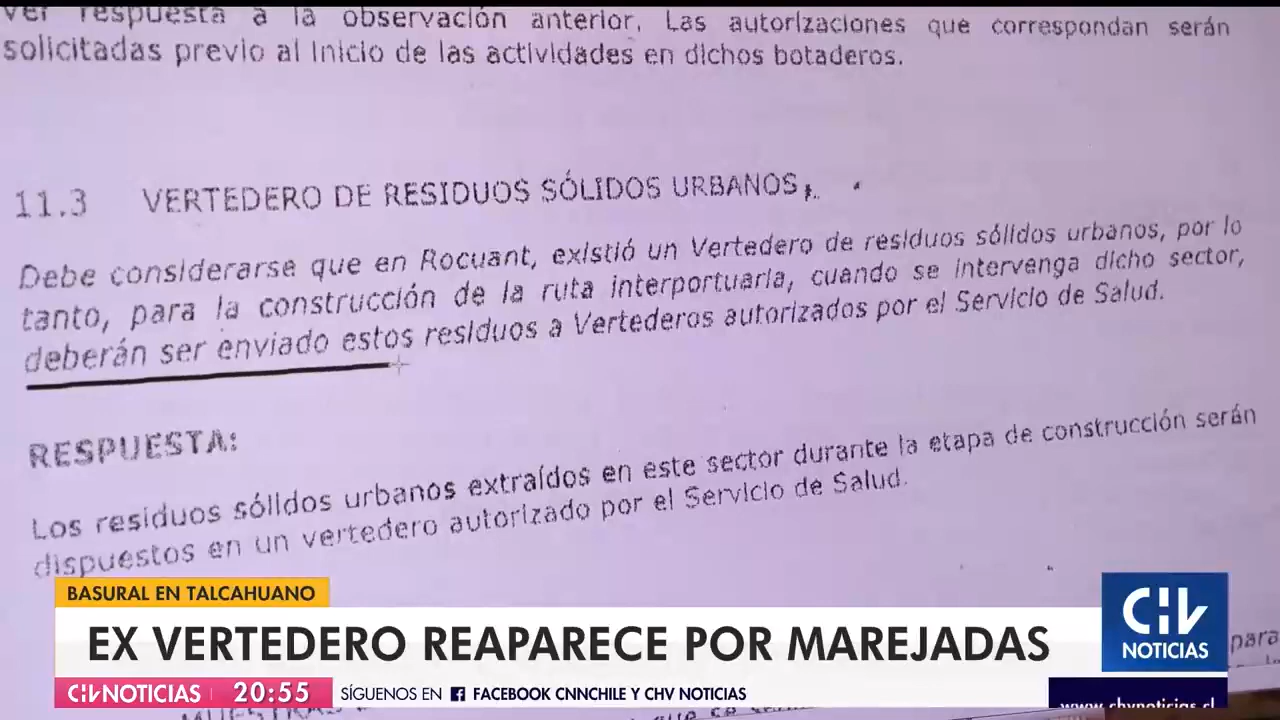 ver respuesta a la observación anterior. Las autorizaciones que correspondan serán
solicitadas previo al inicio de las actividades en dichos botaderos.
11.3 VERTEDERO DE RESIDUOS SÓLIDOS URBANOS
Debe considerarse que en Rocuant, existió un Vertedero de residuos sólidos urbanos, por lo
tanto, para la construcción de la ruta interportuaria, cuando se intervenga dicho sector,
deberán ser enviado estos residuos a Vertederos autorizados por el Servicio de Salud.
RESPUESTA:
Los residuos sólidos urbanos extraídos en este sector durante la etapa de construcción serán
dispuestos en un vertedero autorizado por el Servicio de Salud.
BASURAL EN TALCAHUANO
EX VERTEDERO REAPARECE POR MAREJADAS
CHV NOTICIAS
para
CHV NOTICIAS 20:55 SÍGUENOS EN FACEBOOK CNNCHILE Y CHV NOTICIAS
www.chvnoticias.cl